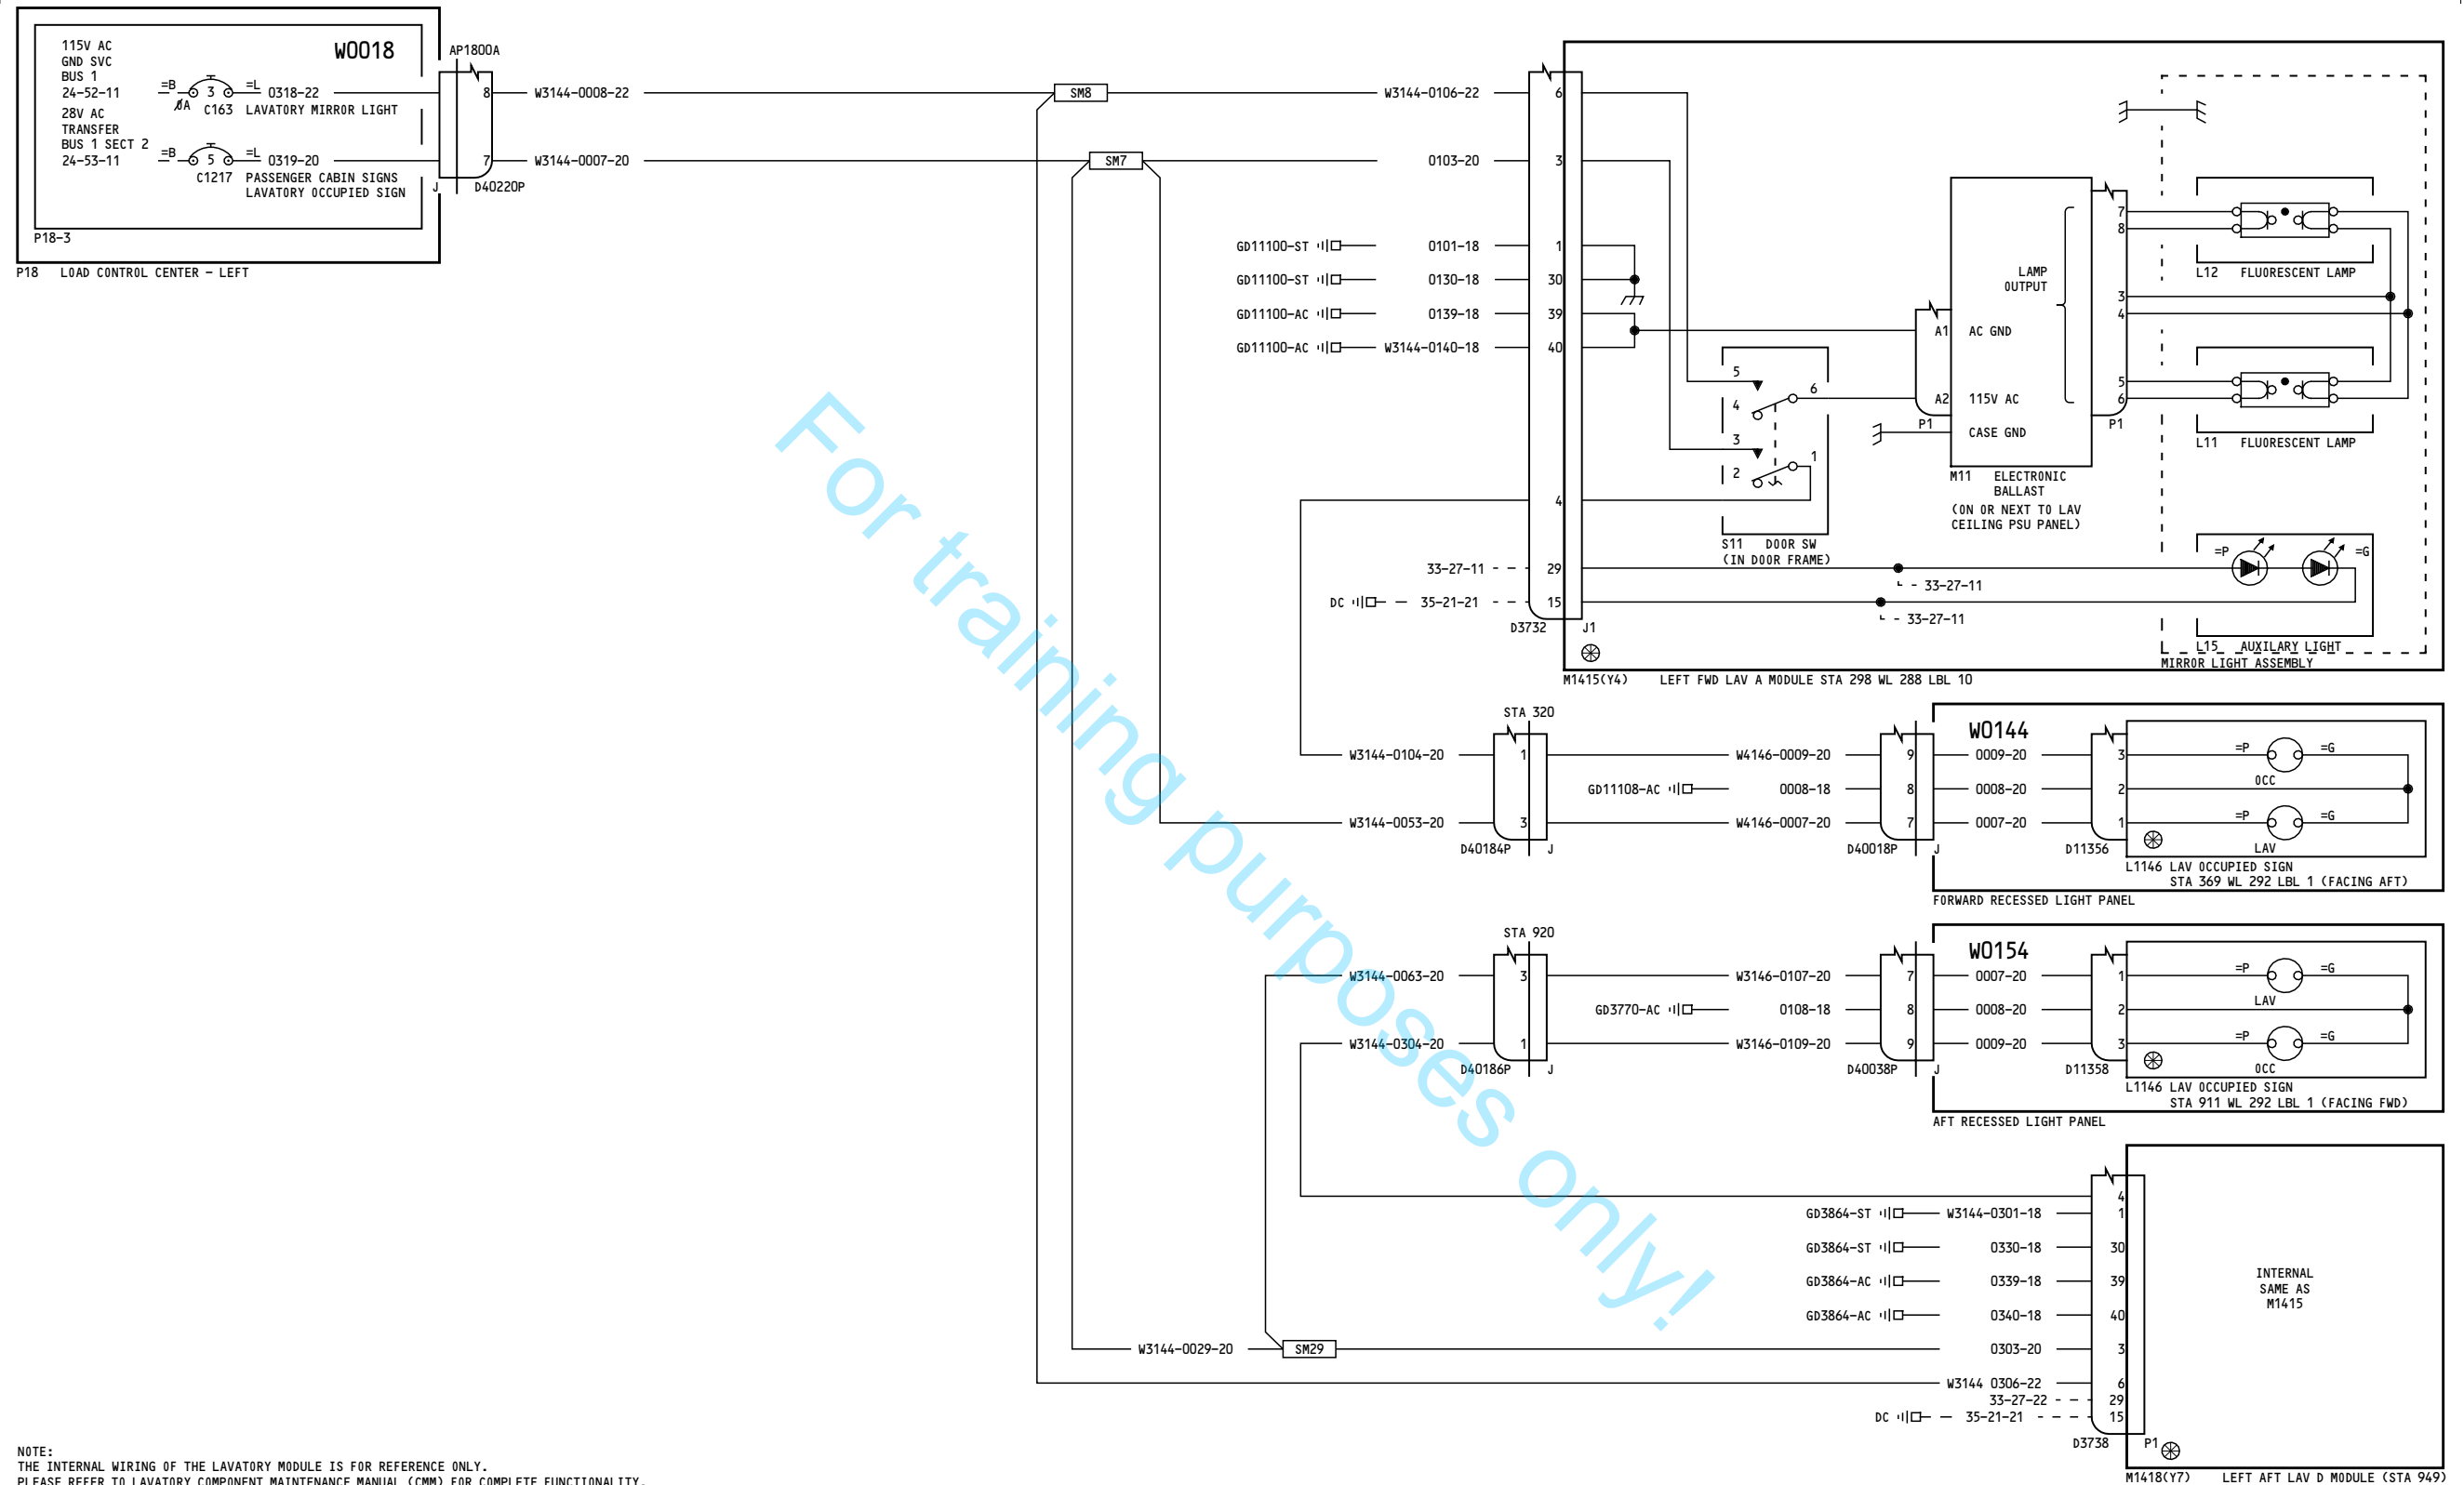 115V AC
GND SVC
BUS 1
24-52-11
=B
3
=L
0318-22
ØA
C163
LAVATORY MIRROR LIGHT
28V AC
TRANSFER
BUS 1 SECT 2
24-53-11
=B
5
=L
0319-20
C1217
PASSENGER CABIN SIGNS
LAVATORY OCCUPIED SIGN
W0018
P18-3
P18 LOAD CONTROL CENTER - LEFT
AP1800A
8
7
J
D40220P
W3144-0008-22
W3144-0007-20
SM8
SM7
W3144-0106-22
0103-20
GD11100-ST 0101-18
GD11100-ST 0130-18
GD11100-AC 0139-18
GD11100-AC W3144-0140-18
33-27-11
DC 35-21-21
6
3
1
30
39
40
4
29
15
D3732
J1
5
4
6
3
2
1
S11 DOOR SW
(IN DOOR FRAME)
A1
A2
P1
AC GND
115V AC
CASE GND
LAMP
OUTPUT
M11 ELECTRONIC
BALLAST
(ON OR NEXT TO LAV
CEILING PSU PANEL)
7
8
3
4
5
6
P1
L12 FLUORESCENT LAMP
L11 FLUORESCENT LAMP
33-27-11
33-27-11
=P
=G
L15 AUXILARY LIGHT
MIRROR LIGHT ASSEMBLY
M1415(Y4) LEFT FWD LAV A MODULE STA 298 WL 288 LBL 10
STA 320
W3144-0104-20
1
W4146-0009-20
9
0009-20
3
GD11108-AC 0008-18
8
0008-20
2
W3144-0053-20
3
W4146-0007-20
7
0007-20
1
D40184P
J
D40018P
J
D11356
W0144
=P
=G
OCC
=P
=G
LAV
L1146 LAV OCCUPIED SIGN
STA 369 WL 292 LBL 1 (FACING AFT)
FORWARD RECESSED LIGHT PANEL
STA 920
W3144-0063-20
3
W3146-0107-20
7
0007-20
1
GD3770-AC 0108-18
8
0008-20
2
W3144-0304-20
1
W3146-0109-20
9
0009-20
3
D40186P
J
D40038P
J
D11358
W0154
=P
=G
LAV
=P
=G
OCC
L1146 LAV OCCUPIED SIGN
STA 911 WL 292 LBL 1 (FACING FWD)
AFT RECESSED LIGHT PANEL
4
GD3864-ST W3144-0301-18 1
GD3864-ST 0330-18 30
GD3864-AC 0339-18 39
GD3864-AC 0340-18 40
W3144-0029-20
SM29
0303-20 3
W3144 0306-22 6
33-27-22 29
DC 35-21-21 15
D3738
P1
INTERNAL
SAME AS
M1415
M1418(Y7) LEFT AFT LAV D MODULE (STA 949)
For training purposes only!
NOTE:
THE INTERNAL WIRING OF THE LAVATORY MODULE IS FOR REFERENCE ONLY.
PLEASE REFER TO LAVATORY COMPONENT MAINTENANCE MANUAL (CMM) FOR COMPLETE FUNCTIONALITY.